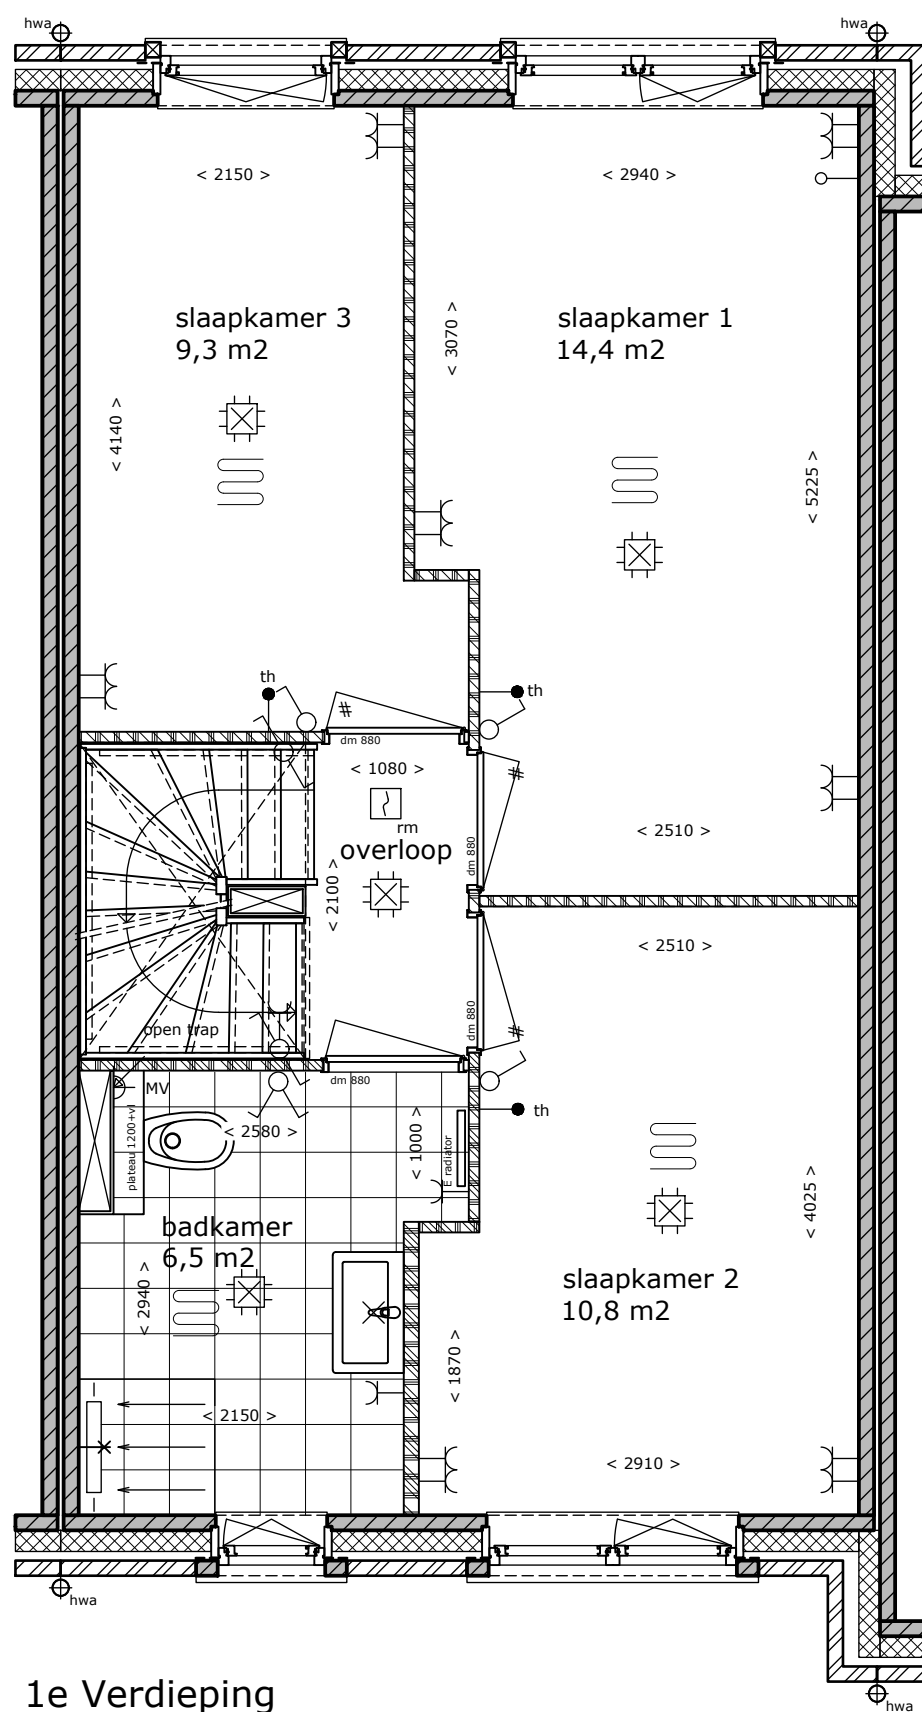 hwa
hwa
< 2150 >
< 2940 >
slaapkamer 3
9,3 m2
< 3070 >
slaapkamer 1
14,4 m2
< 4140 >
< 5225 >
th
th
#
dm 880
< 1080 >
#
rm
overloop
< 2100 >
dm 880
< 2510 >
< 2510 >
open trap
dm 880
#
dm 880
MV
th
plateau 1200+vl
< 2580 >
< 1000 >
E radiator
badkamer
6,5 m2
< 4025 >
< 2940 >
slaapkamer 2
10,8 m2
< 1870 >
< 2150 >
< 2910 >
hwa
1e Verdieping
hwa